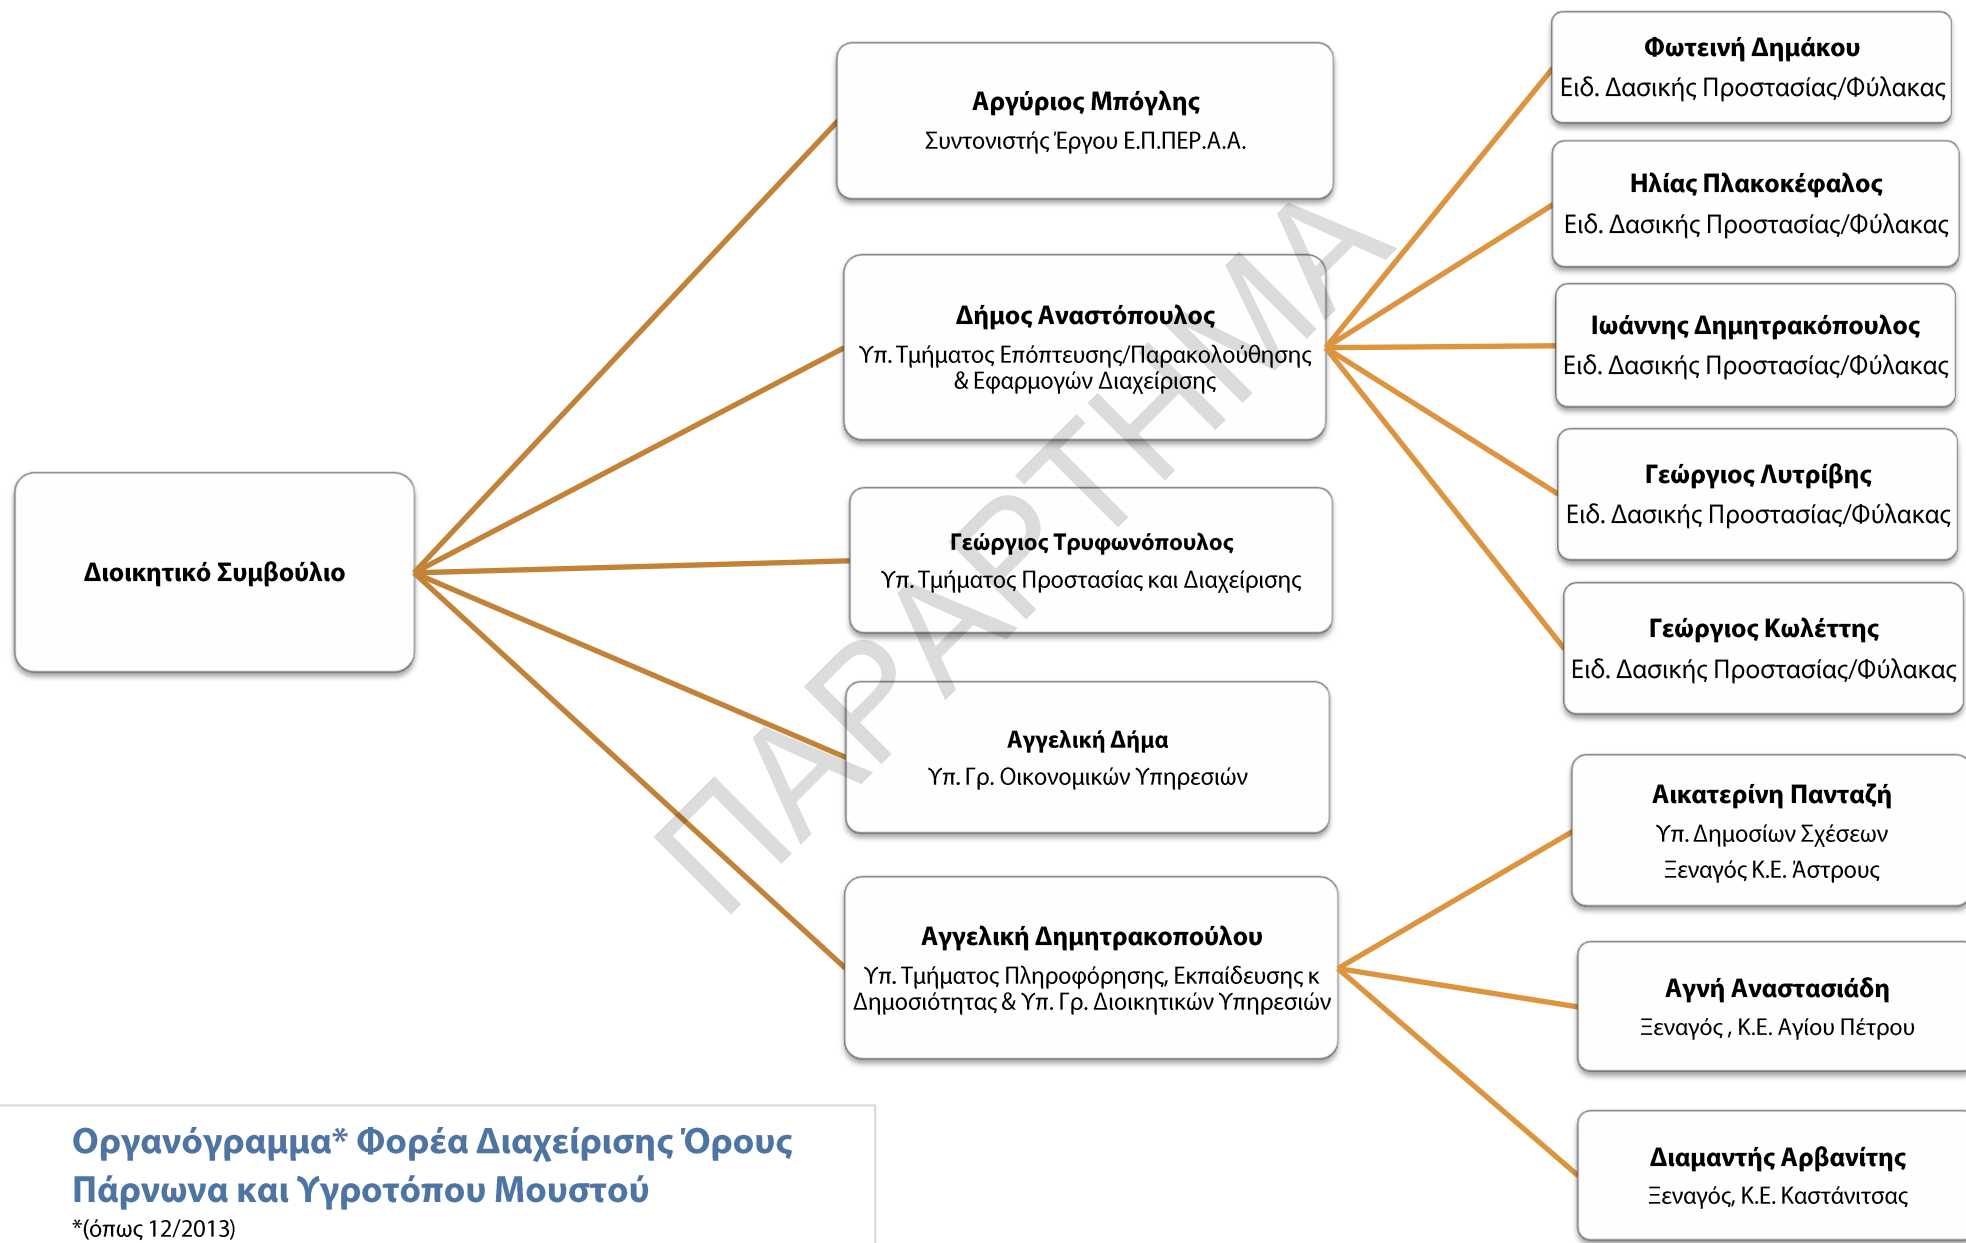 Διοικητικό Συμβούλιο
Αργύριος Μπόγλης
Συντονιστής Έργου Ε.Π.ΠΕΡ.Α.Α.
Δήμος Αναστόπουλος
Υπ. Τμήματος Επόπτευσης/Παρακολούθησης
& Εφαρμογών Διαχείρισης
Γεώργιος Τρυφωνόπουλος
Υπ. Τμήματος Προστασίας και Διαχείρισης
Αγγελική Δήμα
Υπ. Γρ. Οικονομικών Υπηρεσιών
Αγγελική Δημητρακοπούλου
Υπ. Τμήματος Πληροφόρησης, Εκπαίδευσης κ
Δημοσιότητας & Υπ. Γρ. Διοικητικών Υπηρεσιών
Φωτεινή Δημάκου
Ειδ. Δασικής Προστασίας/Φύλακας
Ηλίας Πλακοκέφαλος
Ειδ. Δασικής Προστασίας/Φύλακας
Ιωάννης Δημητρακόπουλος
Ειδ. Δασικής Προστασίας/Φύλακας
Γεώργιος Λυτρίβης
Ειδ. Δασικής Προστασίας/Φύλακας
Γεώργιος Κωλέττης
Ειδ. Δασικής Προστασίας/Φύλακας
Αικατερίνη Πανταζή
Υπ. Δημοσίων Σχέσεων
Ξεναγός Κ.Ε. Άστρους
Αγνή Αναστασιάδη
Ξεναγός , Κ.Ε. Αγίου Πέτρου
Διαμαντής Αρβανίτης
Ξεναγός, Κ.Ε. Καστάνιτσας
ΠΑΡΑΡΤΗΜΑ
Οργανόγραμμα* Φορέα Διαχείρισης Όρους
Πάρνωνα και Υγροτόπου Μουστού
*(όπως 12/2013)